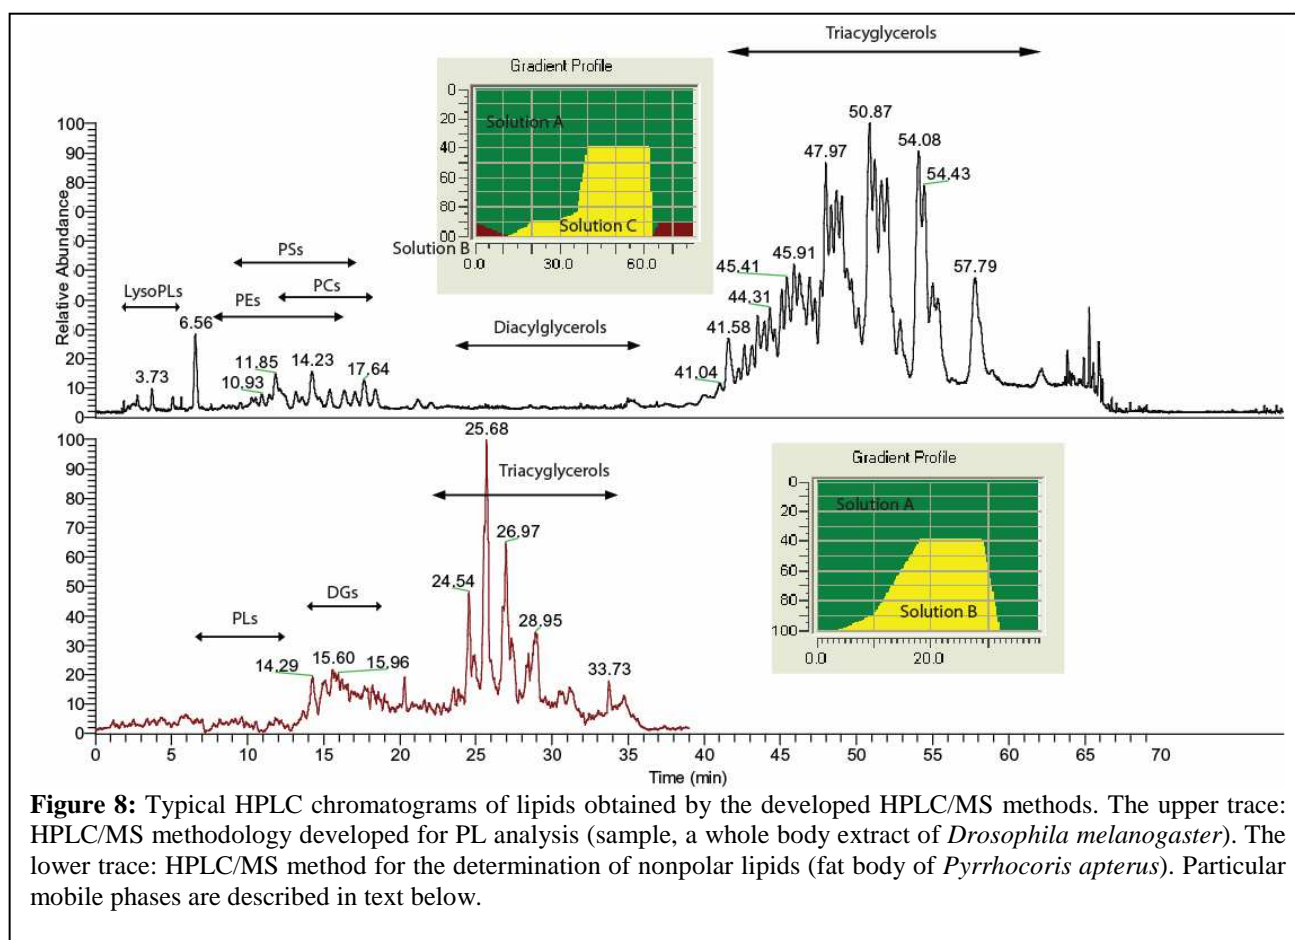 Triacyglycerols
Gradient Profile
0
20
40
60
80
00
Solution A
Solution C
Solution B
0.0 30.0 60.0
Relative Abundance
100
90
80
0
0
0
0
20
10
0
LysoPLs
PSs
PEs
PCs
Diacylglycerols
3.73
6.56
10.93
11.85
14.23
17.64
41.04
41.58
44.31
45.41
45.91
47.97
50.87
54.08
54.43
57.79
100
90
80
70
60
50
40
30
20
10
0
PLs
DGs
Triacyglycerols
14.29
15.60
15.96
24.54
25.68
26.97
28.95
33.73
Gradient Profile
0
20
40
60
80
100
Solution A
Solution B
0.0 20.0
0 5 10 15 20 25 30 35 40 45 50 55 60 65 70
Time (min)
Figure 8: Typical HPLC chromatograms of lipids obtained by the developed HPLC/MS methods. The upper trace:
HPLC/MS methodology developed for PL analysis (sample, a whole body extract of Drosophila melanogaster). The
lower trace: HPLC/MS method for the determination of nonpolar lipids (fat body of Pyrrhocoris apterus). Particular
mobile phases are described in text below.